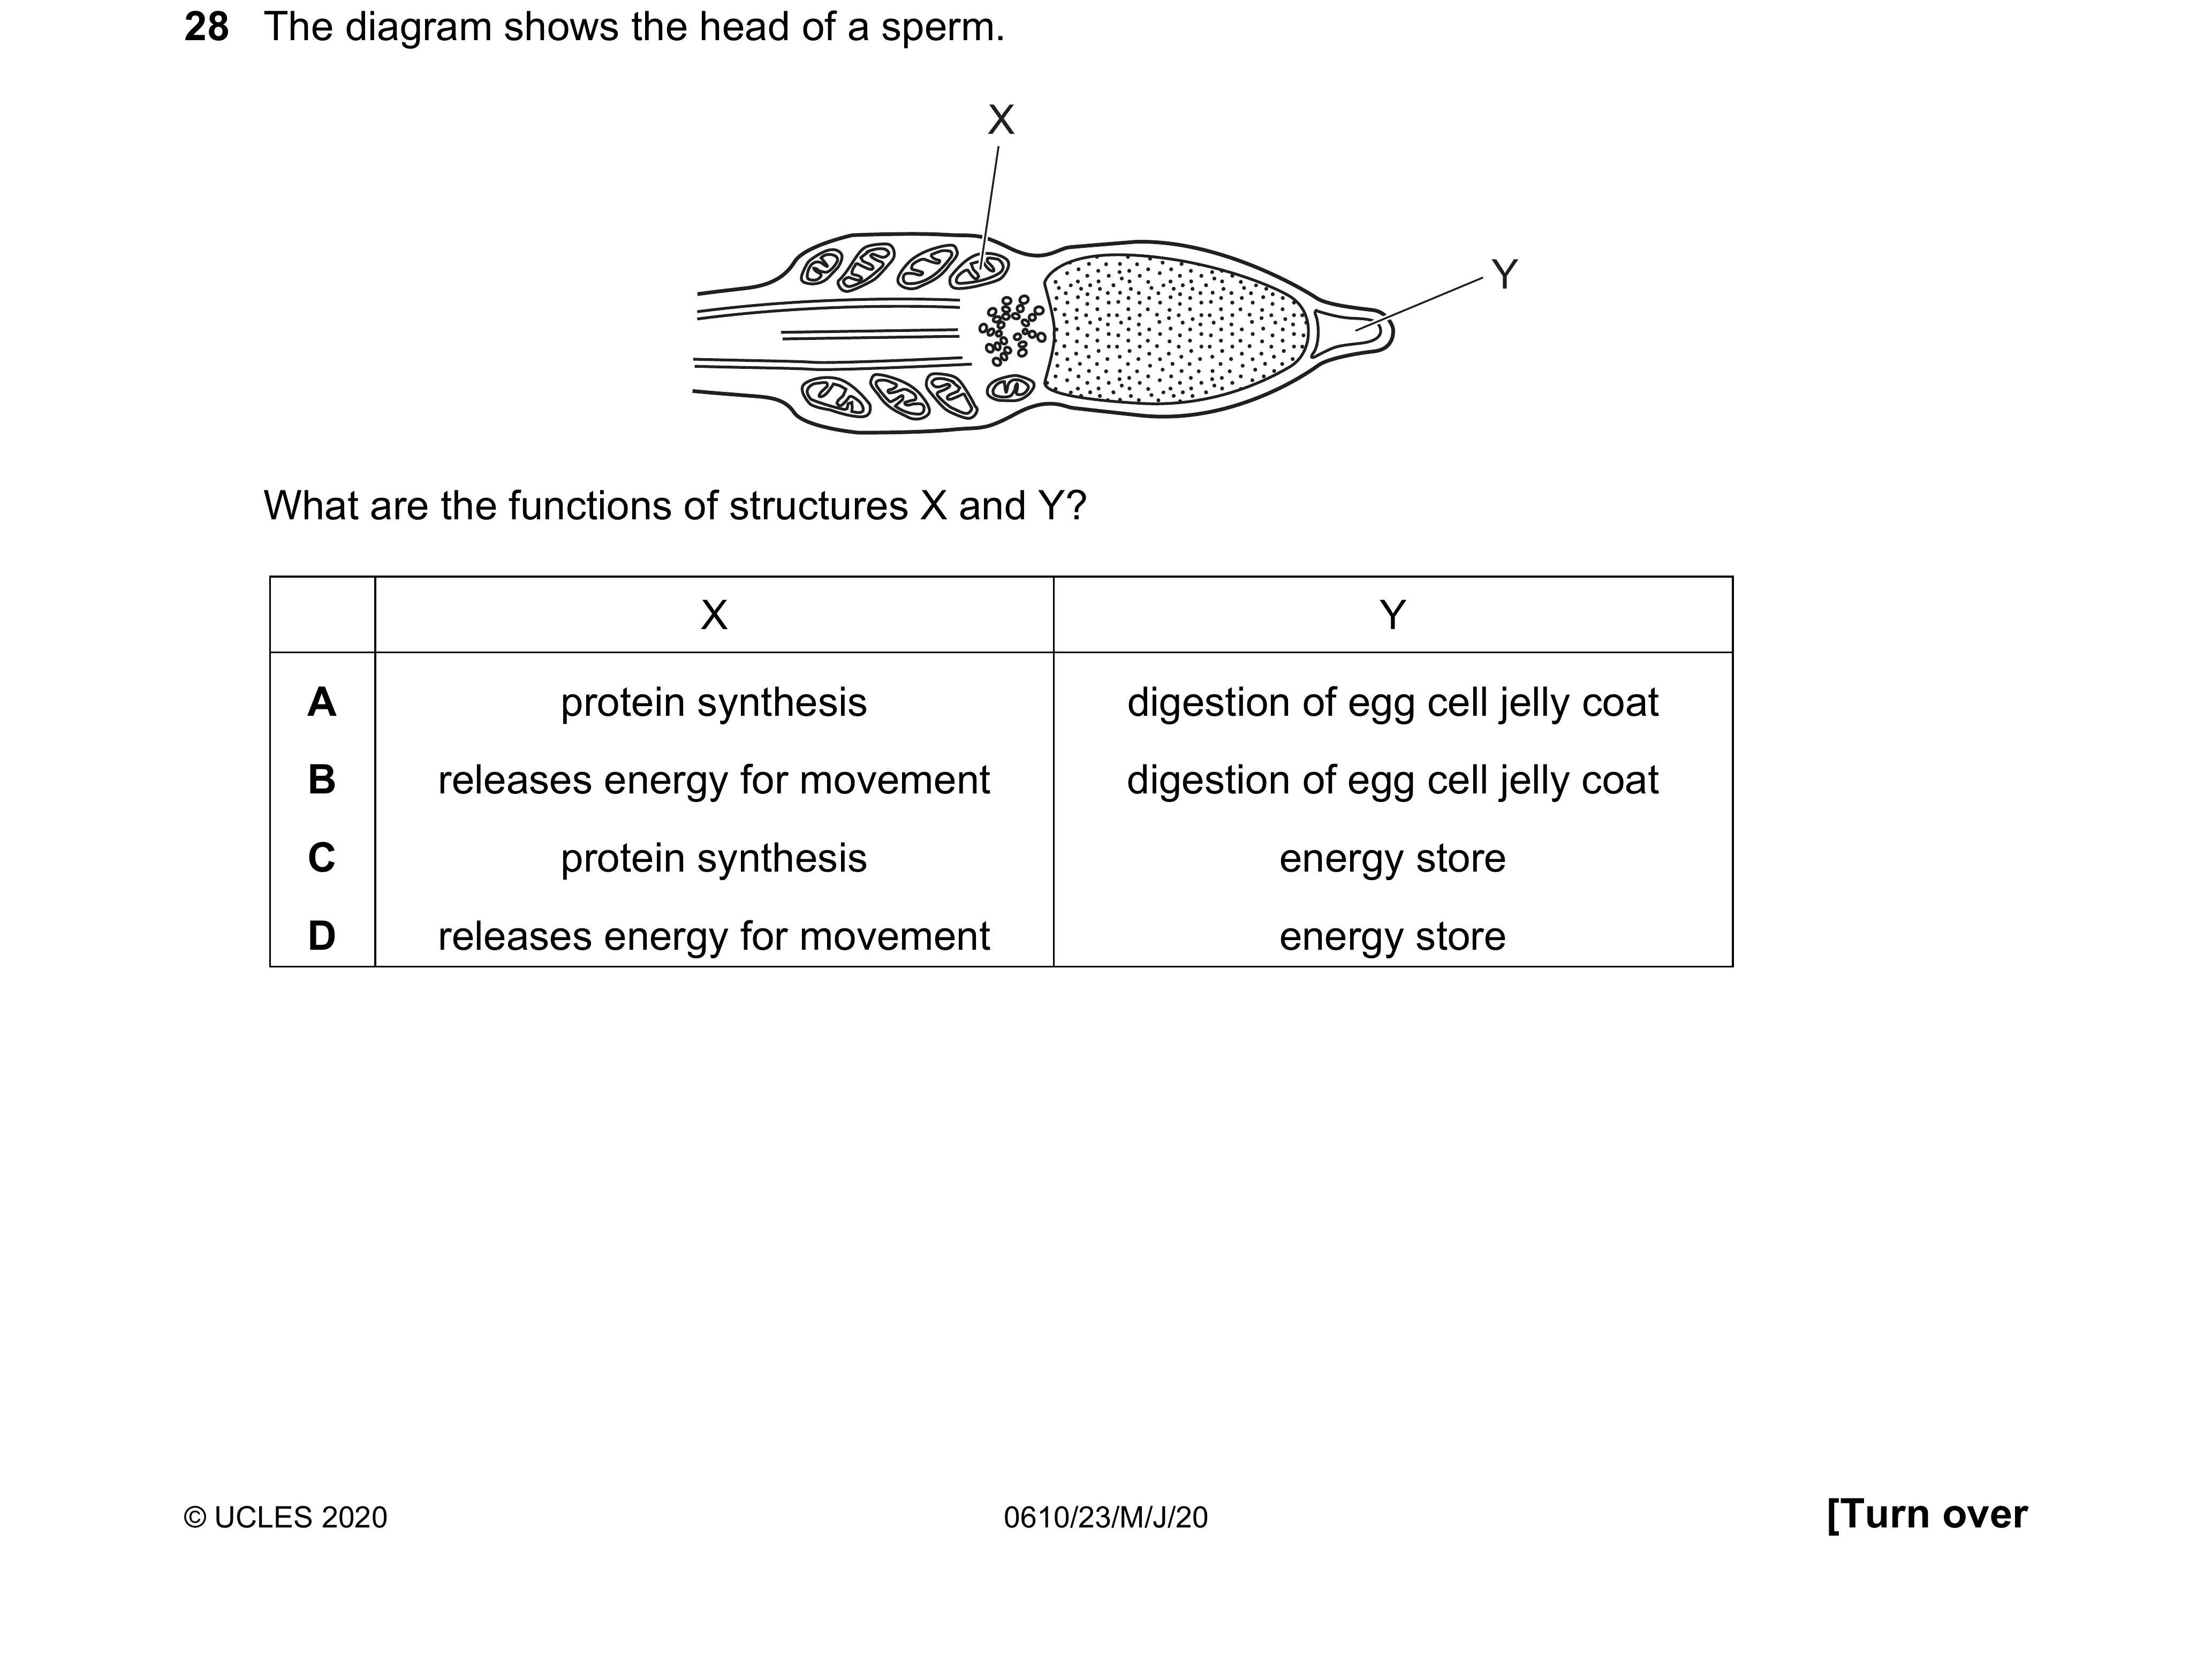 28 The diagram shows the head of a sperm.
X
Y
What are the functions of structures X and Y?
X Y
A protein synthesis digestion of egg cell jelly coat
B releases energy for movement digestion of egg cell jelly coat
C protein synthesis energy store
D releases energy for movement energy store
© UCLES 2020 0610/23/M/J/20 [Turn over